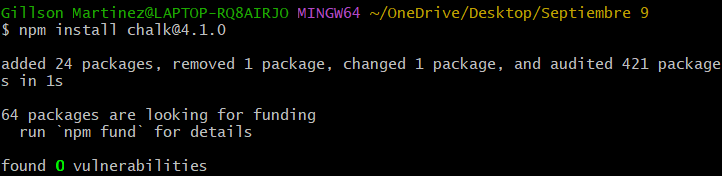 Gillson Martinez@LAPTOP-RQ8AIRJO MINGW64 ~/OneDrive/Desktop/Septiembre 9
$ npm install chalk@4.1.0
added 24 packages, removed 1 package, changed 1 package, and audited 421 package
s in 1s
64 packages are looking for funding
  run `npm fund` for details
found 0 vulnerabilities